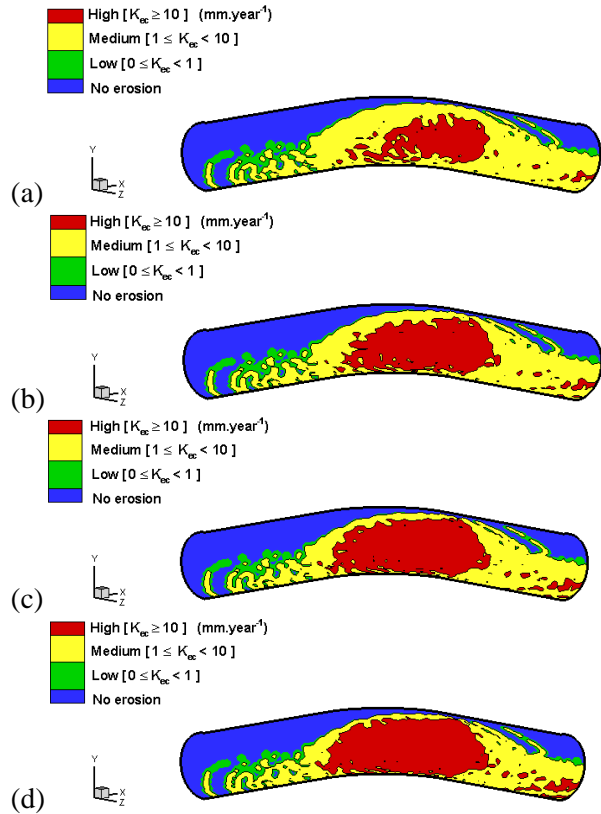 High [ K_ec ≥ 10 ] (mm.year⁻¹)
Medium [ 1 ≤ K_ec < 10 ]
Low [ 0 ≤ K_ec < 1 ]
No erosion
Y
X
Z
(a)
High [ K_ec ≥ 10 ] (mm.year⁻¹)
Medium [ 1 ≤ K_ec < 10 ]
Low [ 0 ≤ K_ec < 1 ]
No erosion
Y
X
Z
(b)
High [ K_ec ≥ 10 ] (mm.year⁻¹)
Medium [ 1 ≤ K_ec < 10 ]
Low [ 0 ≤ K_ec < 1 ]
No erosion
Y
X
Z
(c)
High [ K_ec ≥ 10 ] (mm.year⁻¹)
Medium [ 1 ≤ K_ec < 10 ]
Low [ 0 ≤ K_ec < 1 ]
No erosion
Y
X
Z
(d)